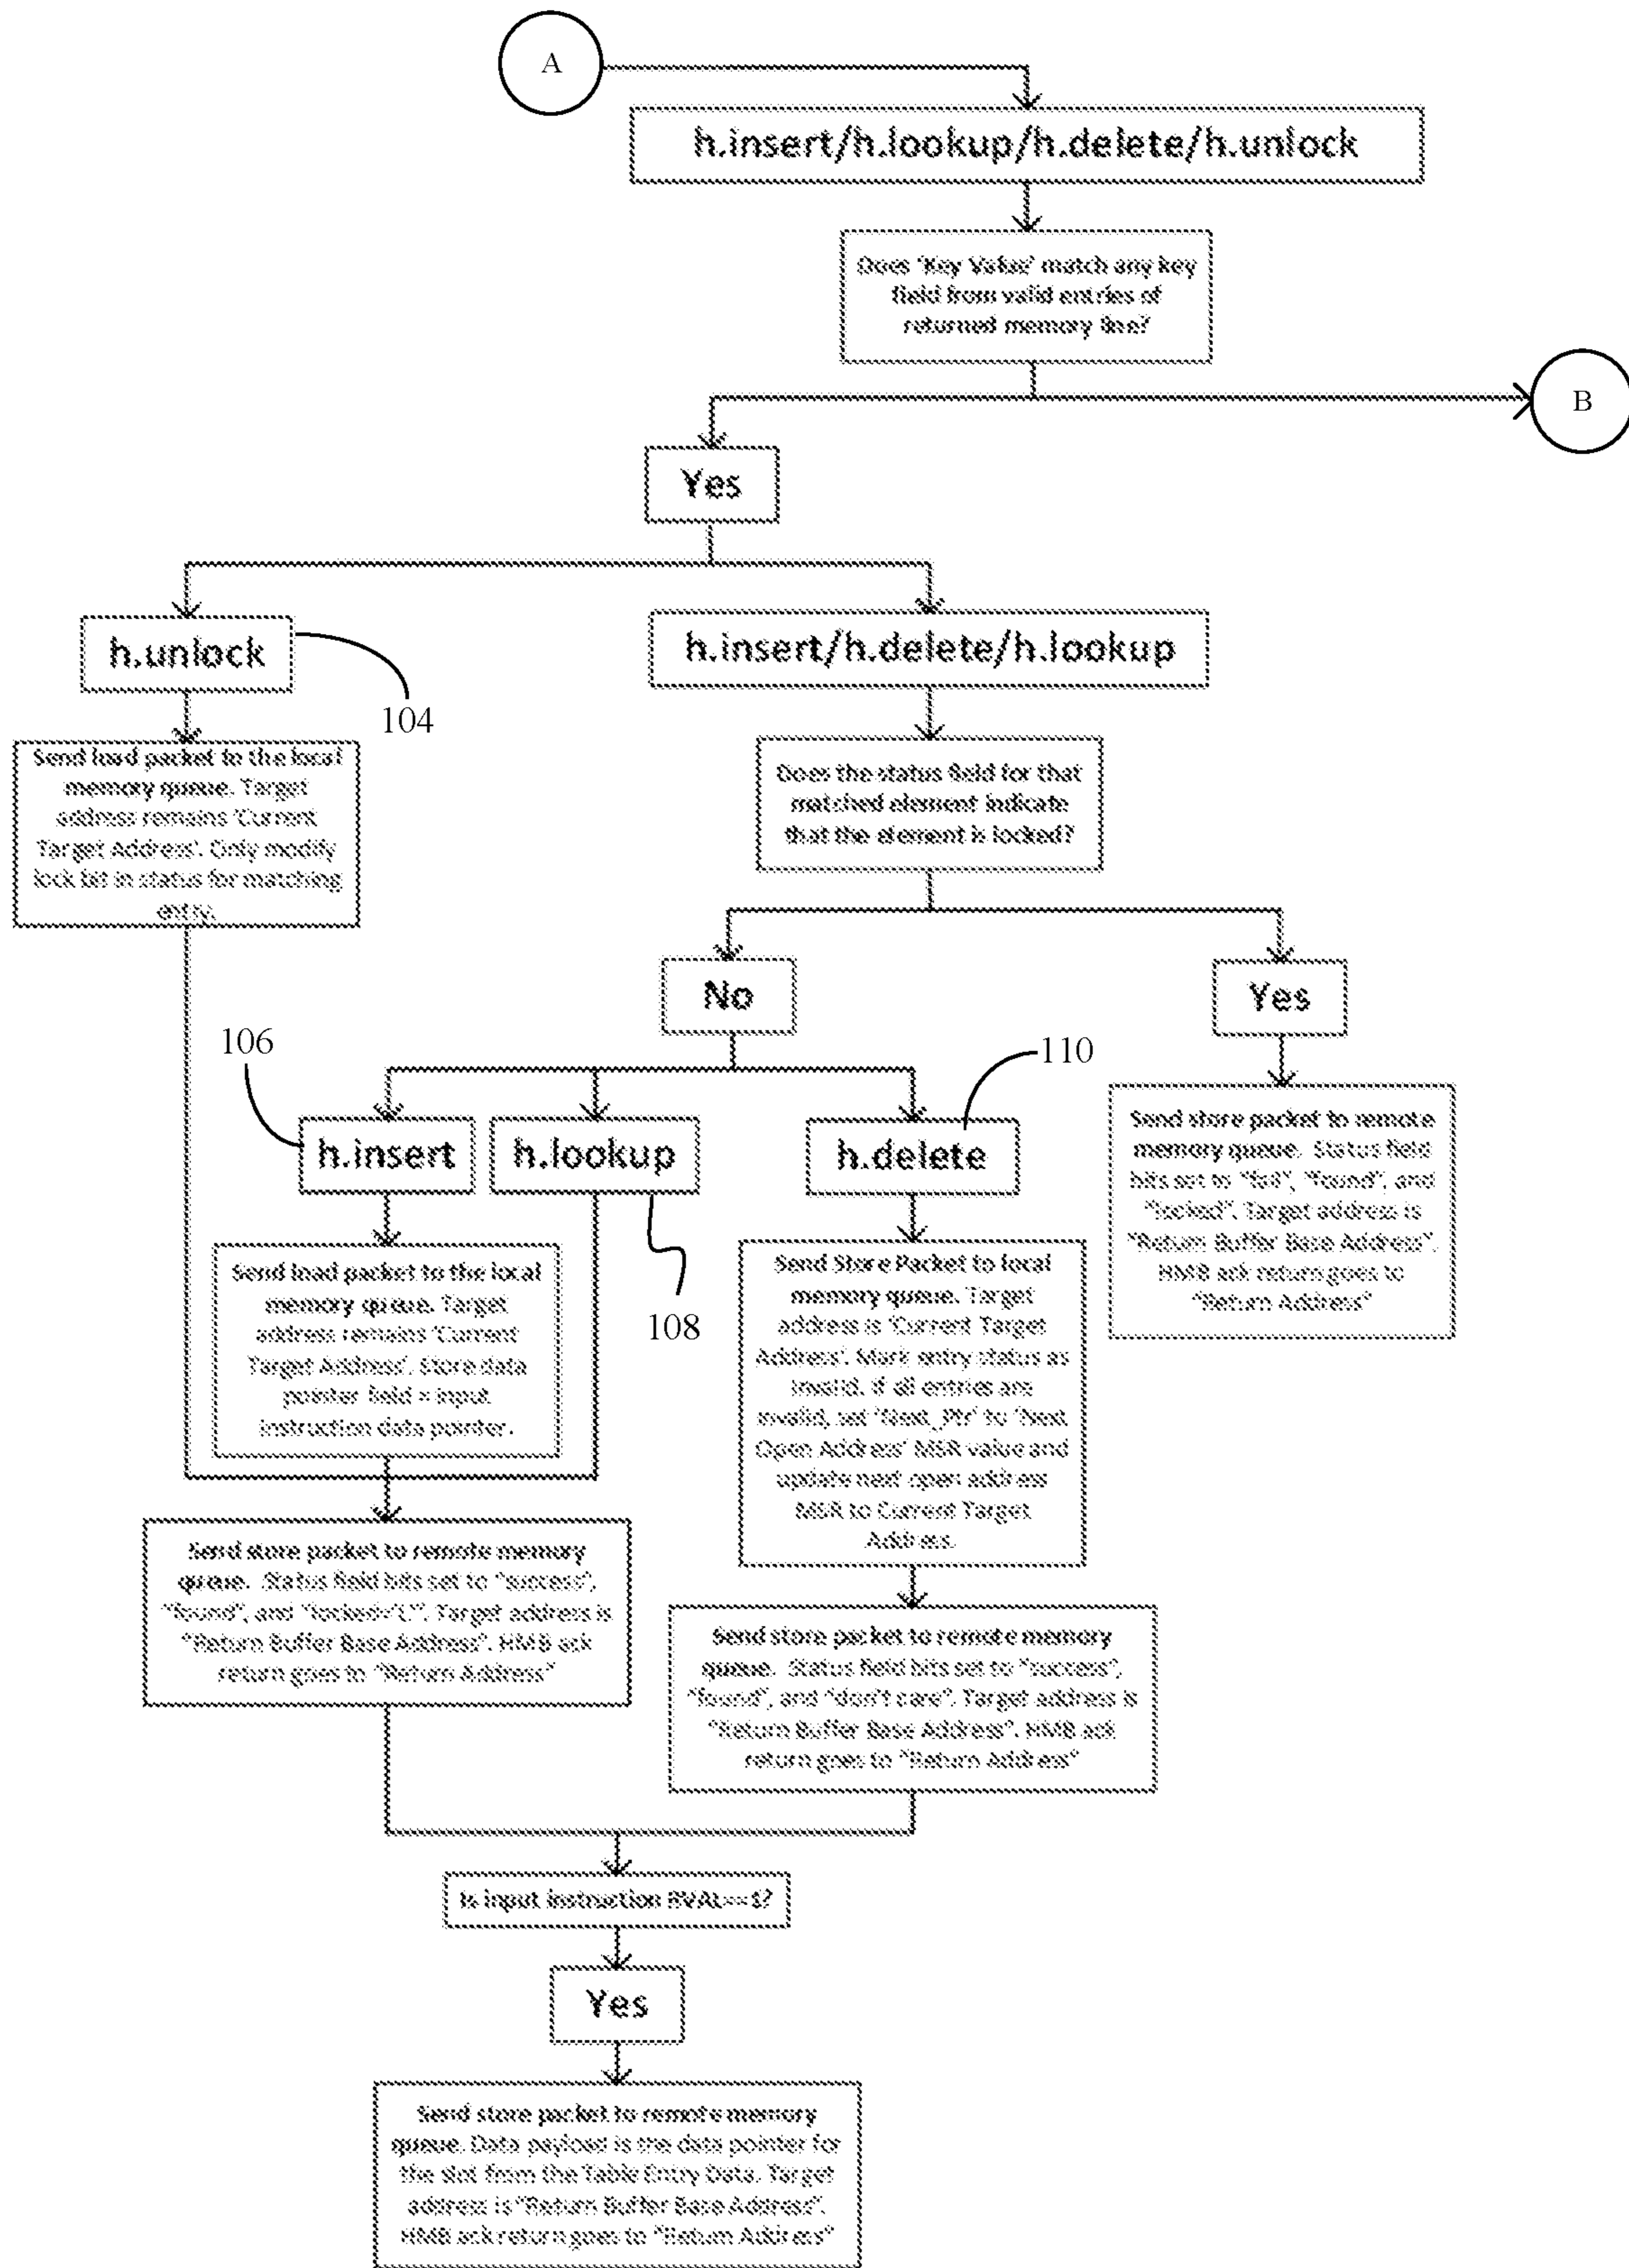 A
h.insert/h.lookup/h.delete/h.unlock
Does 'Key Value' match any key
field from valid entries of
returned memory line?
B
Yes
h.unlock
104
h.insert/h.delete/h.lookup
Send load packet to the local
memory queue. Target
address remains 'Current
Target Address'. Only modify
lock bit in status for matching
entry.
Does the status field for that
matched element indicate
that the element is locked?
No
Yes
106
110
h.insert
h.lookup
h.delete
108
Send store packet to remote
memory queue. Status field
bits set to "fail", "found", and
"locked". Target address is
"Return Buffer Base Address".
HMB ack return goes to
"Return Address"
Send load packet to the local
memory queue. Target
address remains 'Current
Target Address'. Store data
pointer field = input
instruction data pointer.
Send Store Packet to local
memory queue. Target
address is 'Current Target
Address'. Mark entry status as
invalid. If all entries are
invalid, set 'Next_Ptr' to 'Next
Open Address' MSR value and
update next open address
MSR to Current Target
Address.
Send store packet to remote memory
queue. Status field bits set to "success",
"found", and Target address is
"Return Buffer Base Address". HMB ack
return goes to "Return Address"
Send store packet to remote memory
queue. Status field bits set to "success",
"found", and "don't care". Target address is
"Return Buffer Base Address". HMB ack
return goes to "Return Address"
Is input instruction RVAL==1?
Yes
Send store packet to remote memory
queue. Data payload is the data pointer for
the slot from the Table Entry Data. Target
address is "Return Buffer Base Address".
HMB ack return goes to "Return Address"